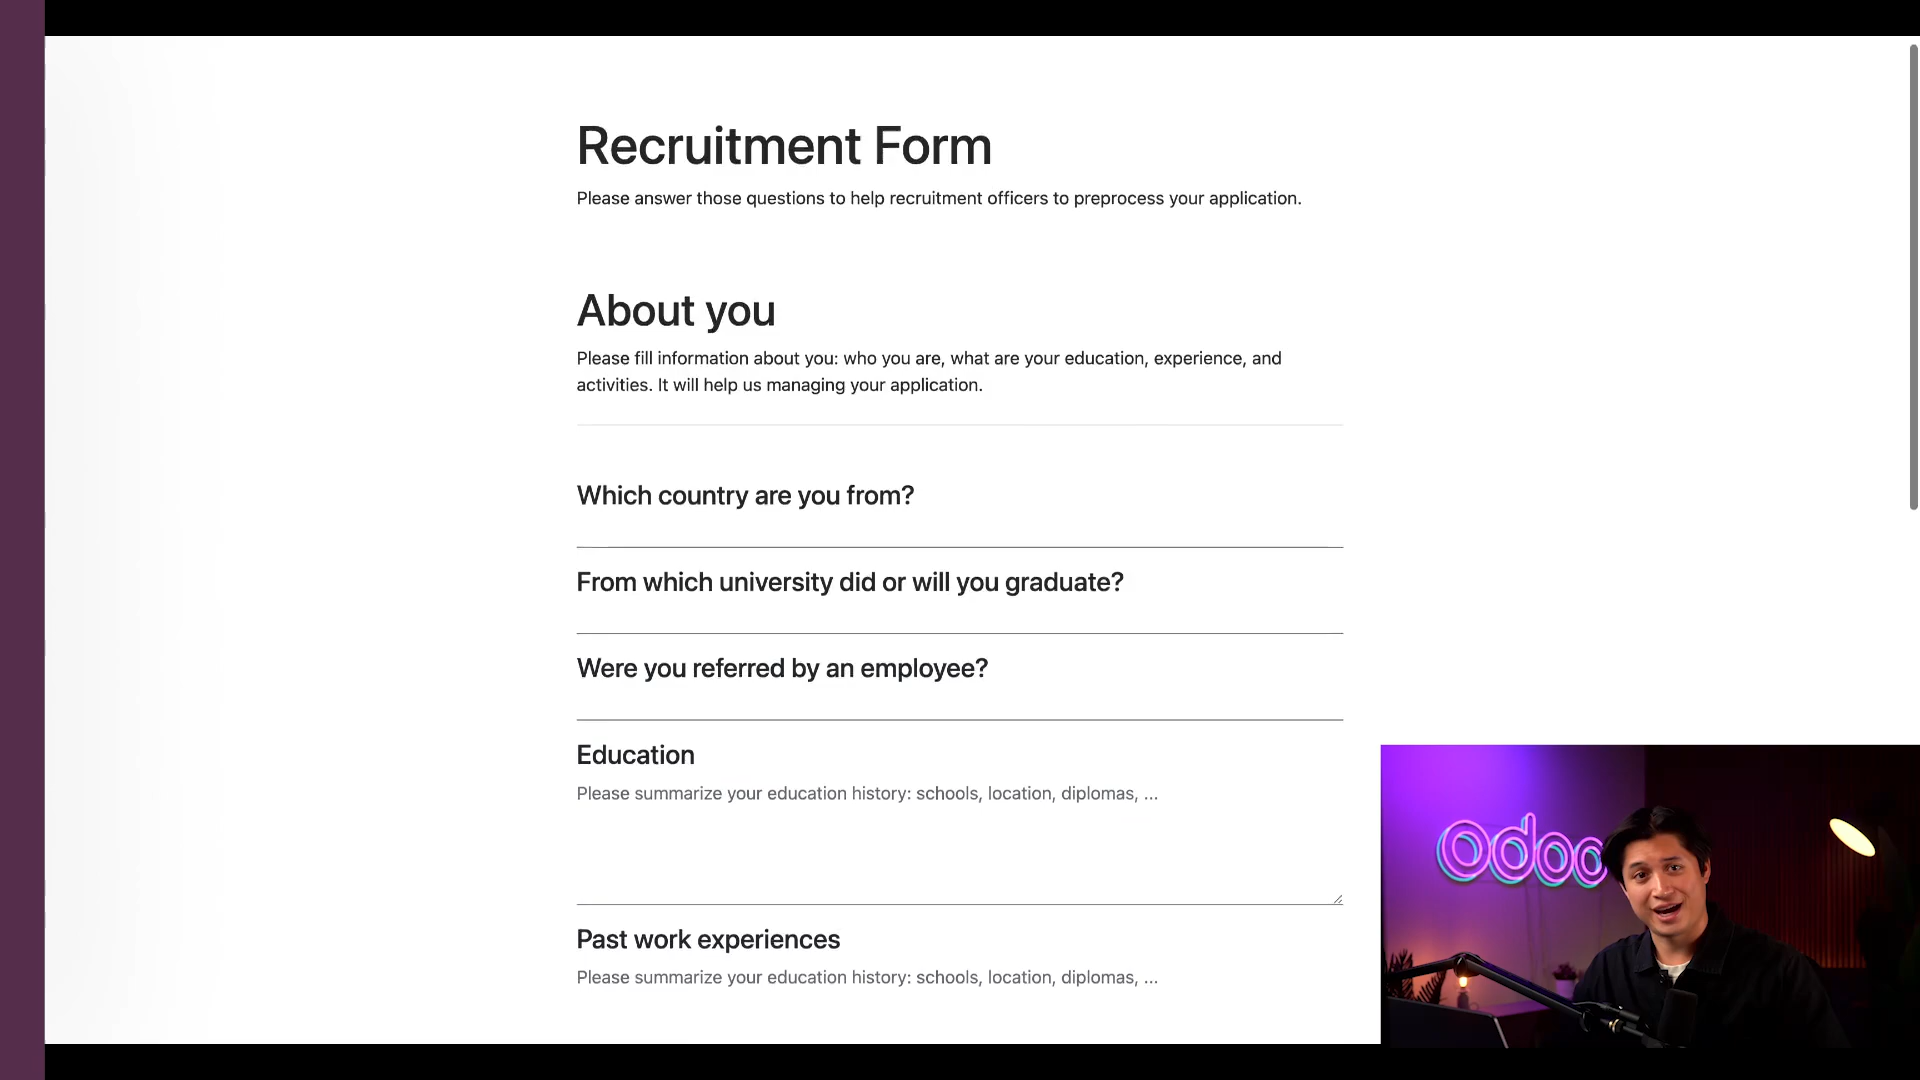 Recruitment Form
Please answer those questions to help recruitment officers to preprocess your application.
About you
Please fill information about you: who you are, what are your education, experience, and
activities. It will help us managing your application.
Which country are you from?
From which university did or will you graduate?
Were you referred by an employee?
Education
Please summarize your education history: schools, location, diplomas, ...
Past work experiences
Please summarize your education history: schools, location, diplomas, ...
odoo